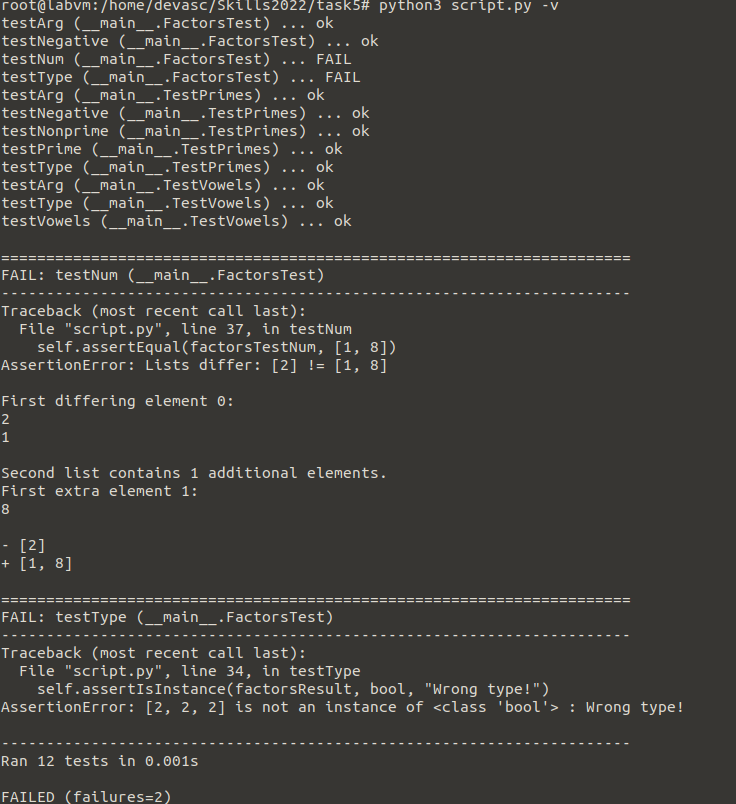 root@labvm:/home/devasc/Skills2022/task5# python3 script.py -v
testArg (__main__.FactorsTest) ... ok
testNegative (__main__.FactorsTest) ... ok
testNum (__main__.FactorsTest) ... FAIL
testType (__main__.FactorsTest) ... FAIL
testArg (__main__.TestPrimes) ... ok
testNegative (__main__.TestPrimes) ... ok
testNonprime (__main__.TestPrimes) ... ok
testPrime (__main__.TestPrimes) ... ok
testType (__main__.TestPrimes) ... ok
testArg (__main__.TestVowels) ... ok
testType (__main__.TestVowels) ... ok
testVowels (__main__.TestVowels) ... ok

======================================================================
FAIL: testNum (__main__.FactorsTest)
----------------------------------------------------------------------
Traceback (most recent call last):
  File "script.py", line 37, in testNum
    self.assertEqual(factorsTestNum, [1, 8])
AssertionError: Lists differ: [2] != [1, 8]

First differing element 0:
2
1

Second list contains 1 additional elements.
First extra element 1:
8

- [2]
+ [1, 8]

======================================================================
FAIL: testType (__main__.FactorsTest)
----------------------------------------------------------------------
Traceback (most recent call last):
  File "script.py", line 34, in testType
    self.assertIsInstance(factorsResult, bool, "Wrong type!")
AssertionError: [2, 2, 2] is not an instance of <class 'bool'> : Wrong type!

----------------------------------------------------------------------
Ran 12 tests in 0.001s

FAILED (failures=2)